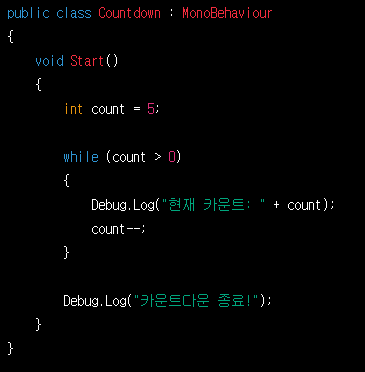 public class Countdown : MonoBehaviour
{
    void Start()
    {
        int count = 5;

        while (count > 0)
        {
            Debug.Log("현재 카운트: " + count);
            count--;
        }

        Debug.Log("카운트다운 종료!");
    }
}